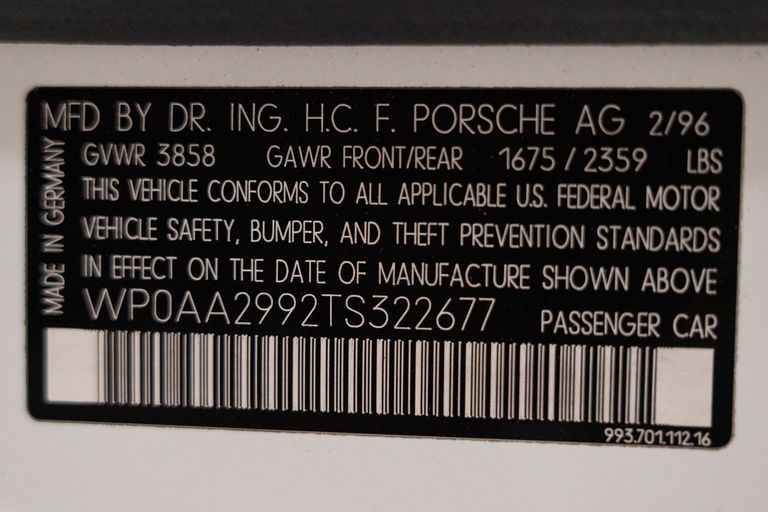 MFD BY DR. ING. H.C. F. PORSCHE AG 2/96
GVWR 3858 GAWR FRONT/REAR 1675/2359 LBS
THIS VEHICLE CONFORMS TO ALL APPLICABLE U.S. FEDERAL MOTOR
VEHICLE SAFETY, BUMPER, AND THEFT PREVENTION STANDARDS
IN EFFECT ON THE DATE OF MANUFACTURE SHOWN ABOVE
WP0AA2992TS322677 PASSENGER CAR
MADE IN GERMANY
993.701.112.16